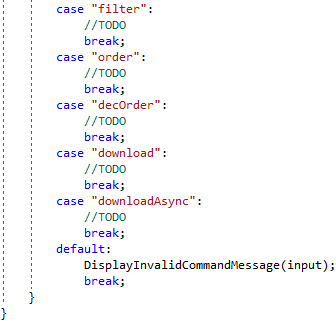 case "filter":
//TODO
break;
case "order":
//TODO
break;
case "decOrder":
//TODO
break;
case "download":
//TODO
break;
case "downloadAsync":
//TODO
break;
default:
DisplayInvalidCommandMessage(input);
break;
}
}